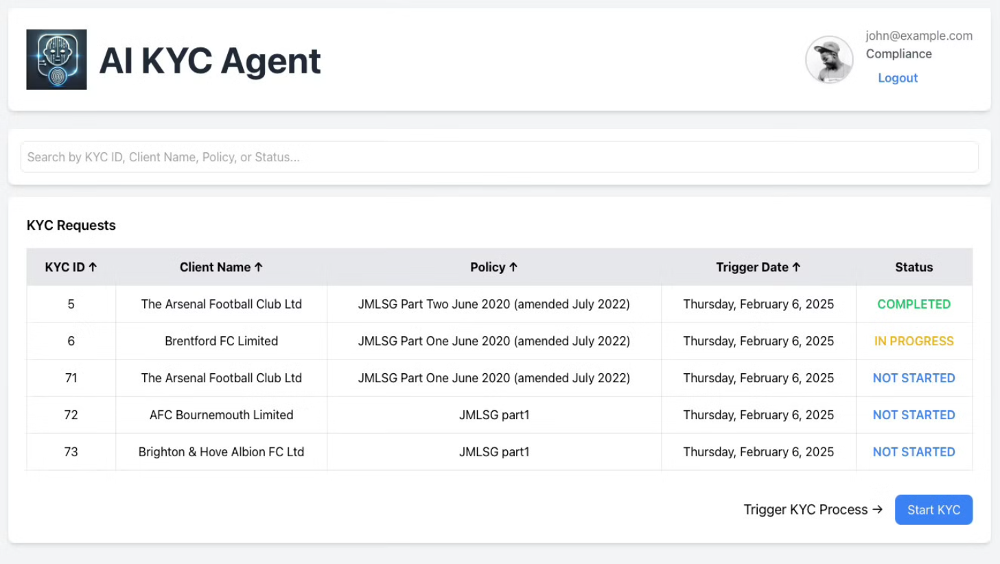 AI KYC Agent
john@example.com
Compliance
Logout
Search by KYC ID, Client Name, Policy, or Status...
KYC Requests
KYC ID ↑ Client Name ↑ Policy ↑ Trigger Date ↑ Status
5 The Arsenal Football Club Ltd JMLSG Part Two June 2020 (amended July 2022) Thursday, February 6, 2025 COMPLETED
6 Brentford FC Limited JMLSG Part One June 2020 (amended July 2022) Thursday, February 6, 2025 IN PROGRESS
71 The Arsenal Football Club Ltd JMLSG Part One June 2020 (amended July 2022) Thursday, February 6, 2025 NOT STARTED
72 AFC Bournemouth Limited JMLSG part1 Thursday, February 6, 2025 NOT STARTED
73 Brighton & Hove Albion FC Ltd JMLSG part1 Thursday, February 6, 2025 NOT STARTED
Trigger KYC Process → Start KYC